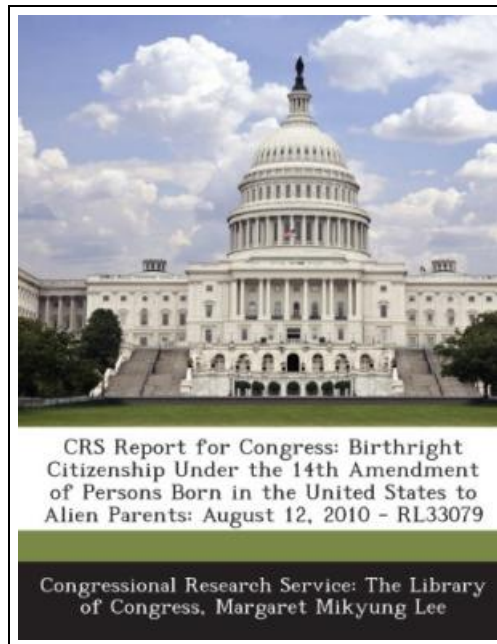 CRS Report for Congress: Birthright
Citizenship Under the 14th Amendment
of Persons Born in the United States to
Alien Parents: August 12, 2010 - RL33079
Congressional Research Service: The Library
of Congress, Margaret Mikyung Lee